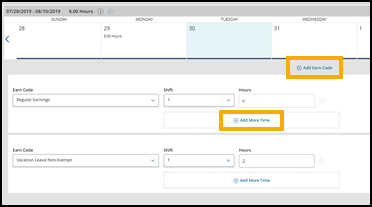 07/28/2019 - 08/10/2019 8.00 Hours
SUNDAY MONDAY TUESDAY WEDNESDAY
28 29 30 31 1
8.00 Hours
Add Earn Code
Earn Code Shift Hours
Regular Earnings 1 6
Add More Time
Earn Code Shift Hours
Vacation Leave Non-Exempt 1 2
Add More Time